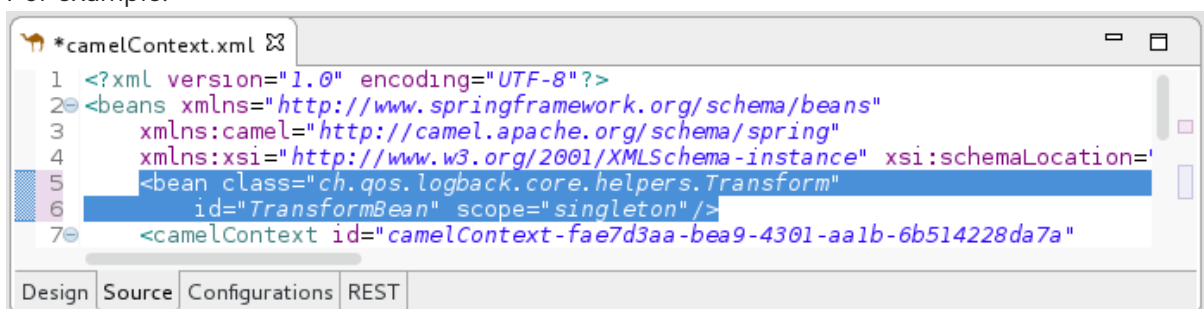 *camelContext.xml
1 <?xml version="1.0" encoding="UTF-8"?>
2 <beans xmlns="http://www.springframework.org/schema/beans"
3 xmlns:camel="http://camel.apache.org/schema/spring"
4 xmlns:xsi="http://www.w3.org/2001/XMLSchema-instance" xsi:schemaLocation="
5 <bean class="ch.qos.logback.core.helpers.Transform"
6 id="TransformBean" scope="singleton"/>
7 <camelContext id="camelContext-fae7d3aa-bea9-4301-aa1b-6b514228da7a"
Design Source Configurations REST